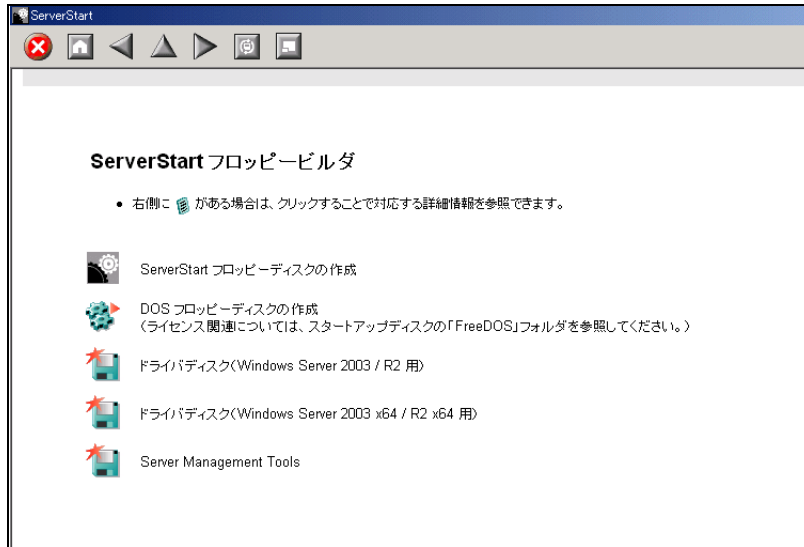 ServerStart
ServerStart フロッピービルダ
• 右側に がある場合は、クリックすることで対応する詳細情報を参照できます。
ServerStart フロッピーディスクの作成
DOS フロッピーディスクの作成
(ライセンス関連については、スタートアップディスクの「FreeDOS」フォルダを参照してください。)
ドライバディスク(Windows Server 2003 / R2 用)
ドライバディスク(Windows Server 2003 x64 / R2 x64 用)
Server Management Tools